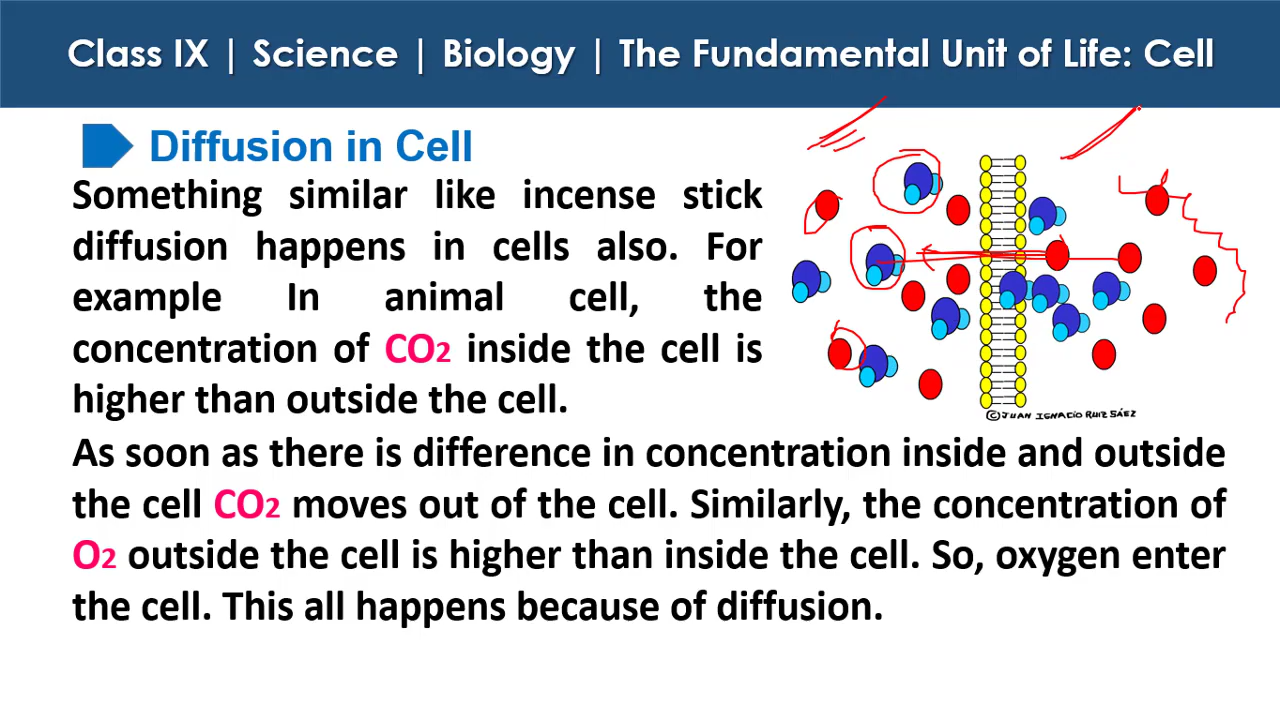 Class IX | Science | Biology | The Fundamental Unit of Life: Cell
Diffusion in Cell
Something similar like incense stick
diffusion happens in cells also. For
example In animal cell, the
concentration of CO2 inside the cell is
higher than outside the cell.
©JUAN IGNACIO RUIZ SÁEZ
As soon as there is difference in concentration inside and outside
the cell CO2 moves out of the cell. Similarly, the concentration of
O2 outside the cell is higher than inside the cell. So, oxygen enter
the cell. This all happens because of diffusion.